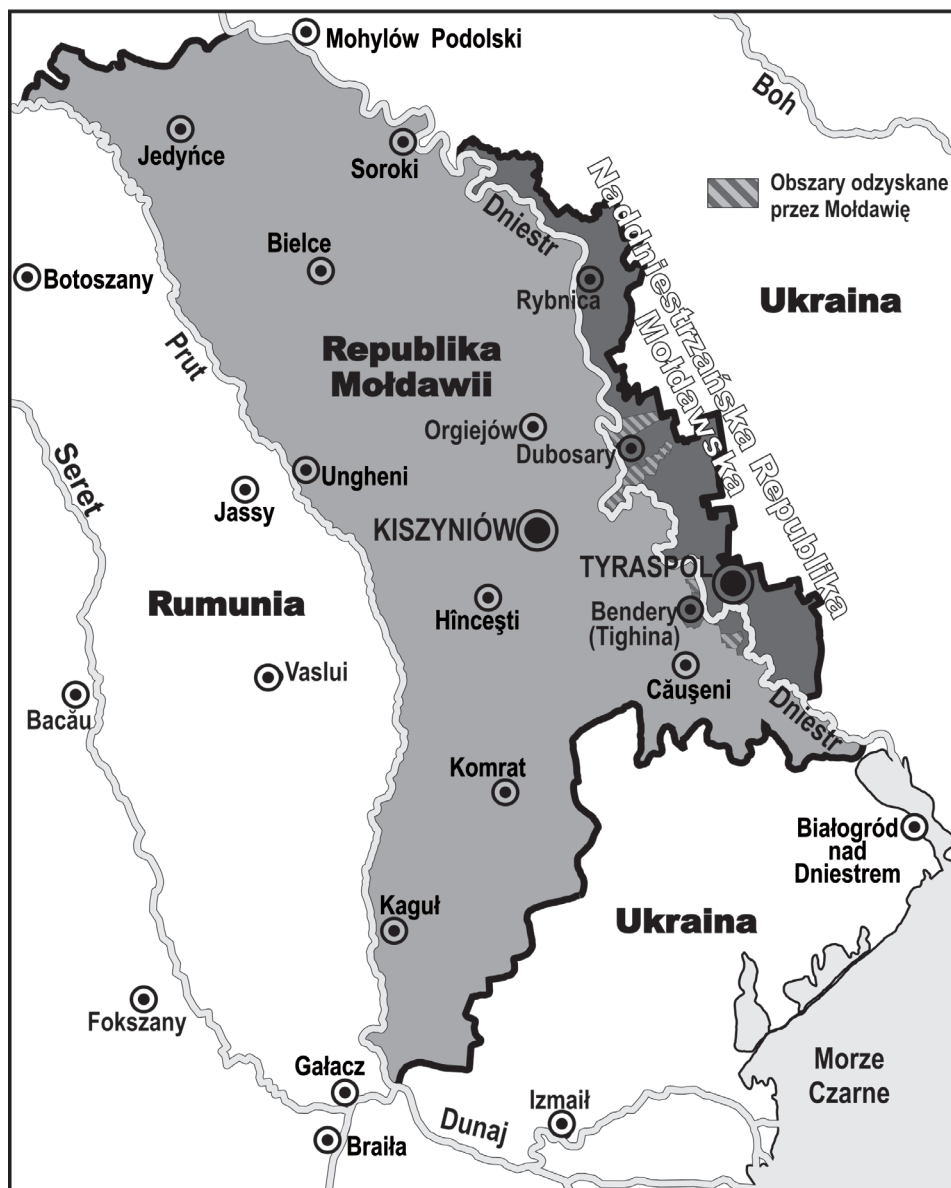 Mohylów Podolski
Boh
Jedyńce
Soroki
Obszary odzyskane
przez Mołdawię
Naddniestrzańska Republika
Mołdawska
Dniestr
Bielce
Botoszany
Rybnica
Ukraina
Prut
Republika
Mołdawii
Orgiejów
Dubosary
Seret
Ungheni
Jassy
KISZYNIÓW
TYRASPOL
Rumunia
Hînceşti
Bendery
(Tighina)
Vaslui
Căuşeni
Bacău
Dniestr
Komrat
Białogród
nad
Dniestrem
Kaguł
Ukraina
Fokszany
Morze
Czarne
Gałacz
Izmaił
Dunaj
Braiła